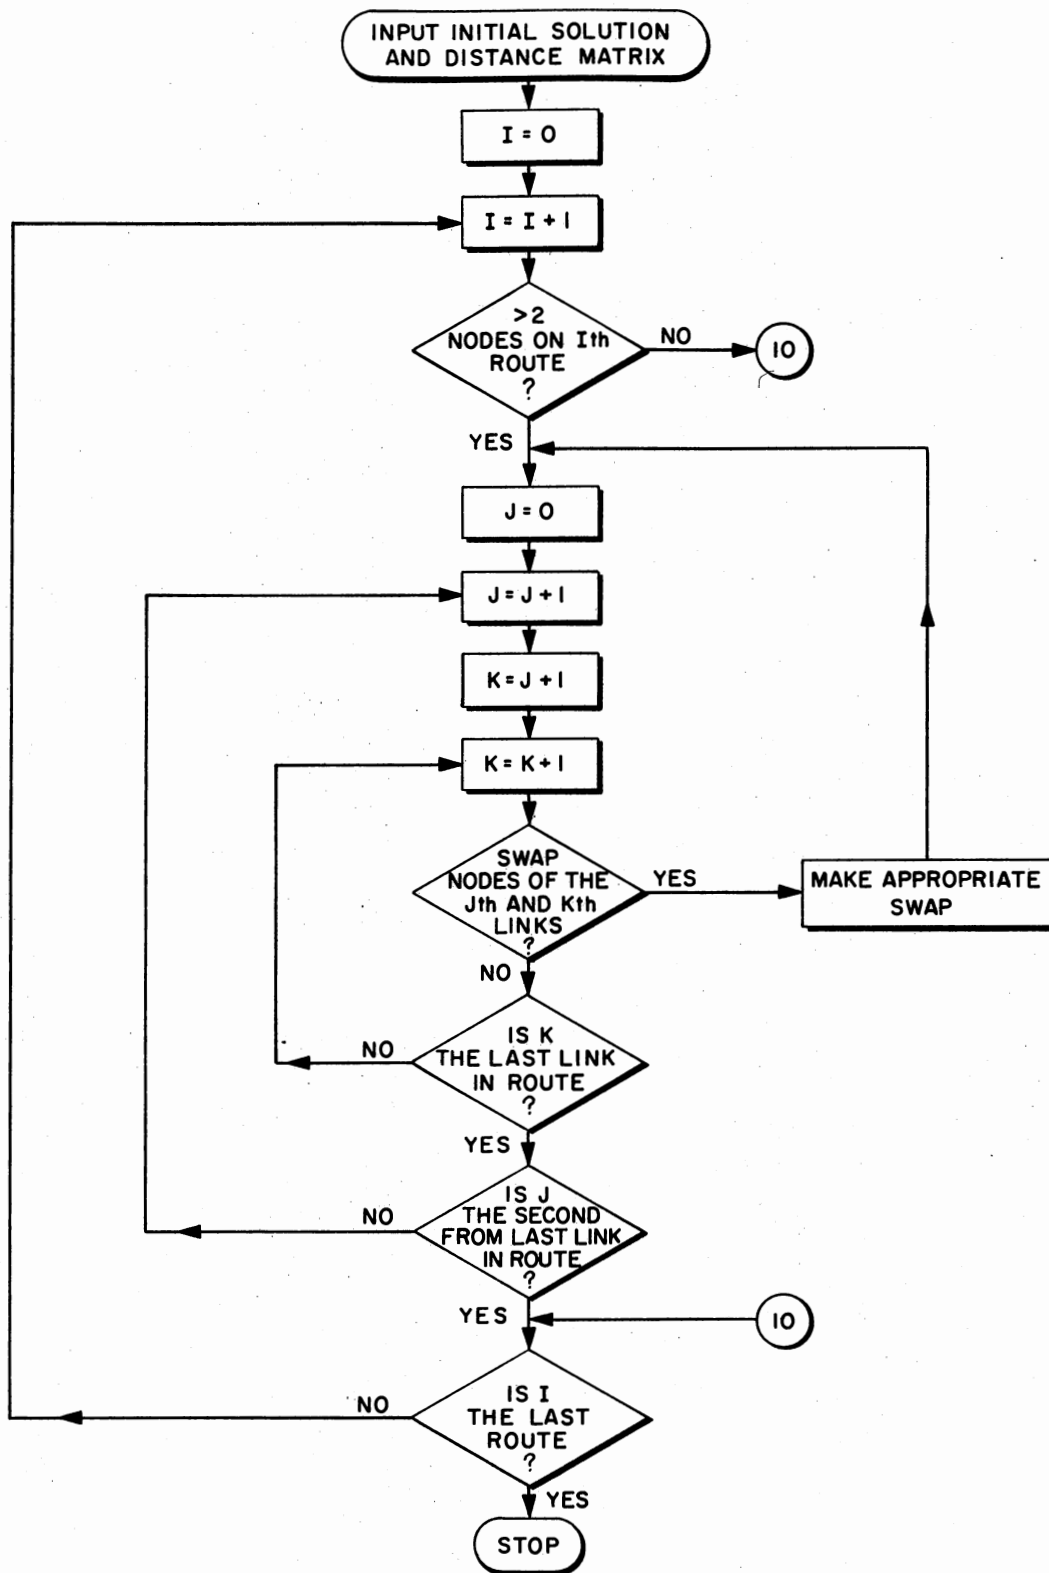 INPUT INITIAL SOLUTION
AND DISTANCE MATRIX
I = 0
I = I + 1
>2
NODES ON Ith
ROUTE
?
NO
10
YES
J = 0
J = J + 1
K = J + 1
K = K + 1
SWAP
NODES OF THE
Jth AND Kth
LINKS
?
YES
MAKE APPROPRIATE
SWAP
NO
IS K
THE LAST LINK
IN ROUTE
?
NO
YES
IS J
THE SECOND
FROM LAST LINK
IN ROUTE
?
NO
YES
10
IS I
THE LAST
ROUTE
?
NO
YES
STOP